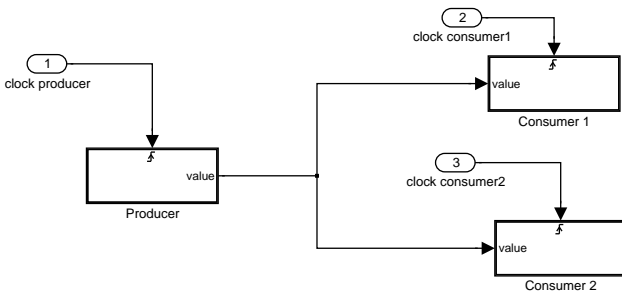 2
clock consumer1
1
clock producer
value
Consumer 1
value
Producer
3
clock consumer2
value
Consumer 2